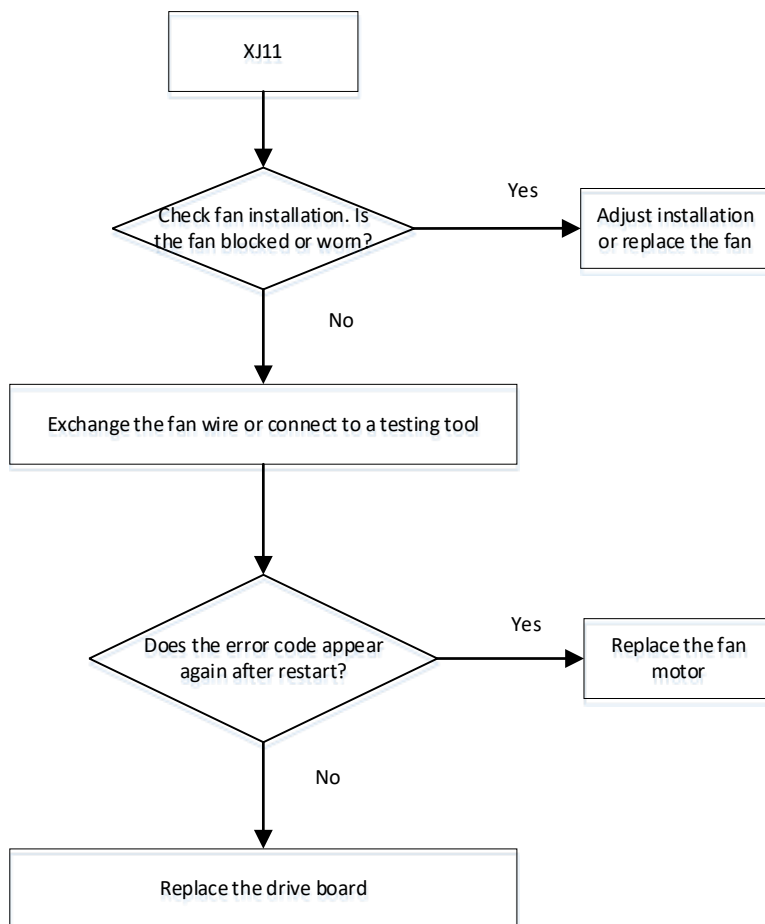 XJ11
Check fan installation. Is
the fan blocked or worn?
Yes
Adjust installation
or replace the fan
No
Exchange the fan wire or connect to a testing tool
Does the error code appear
again after restart?
Yes
Replace the fan
motor
No
Replace the drive board